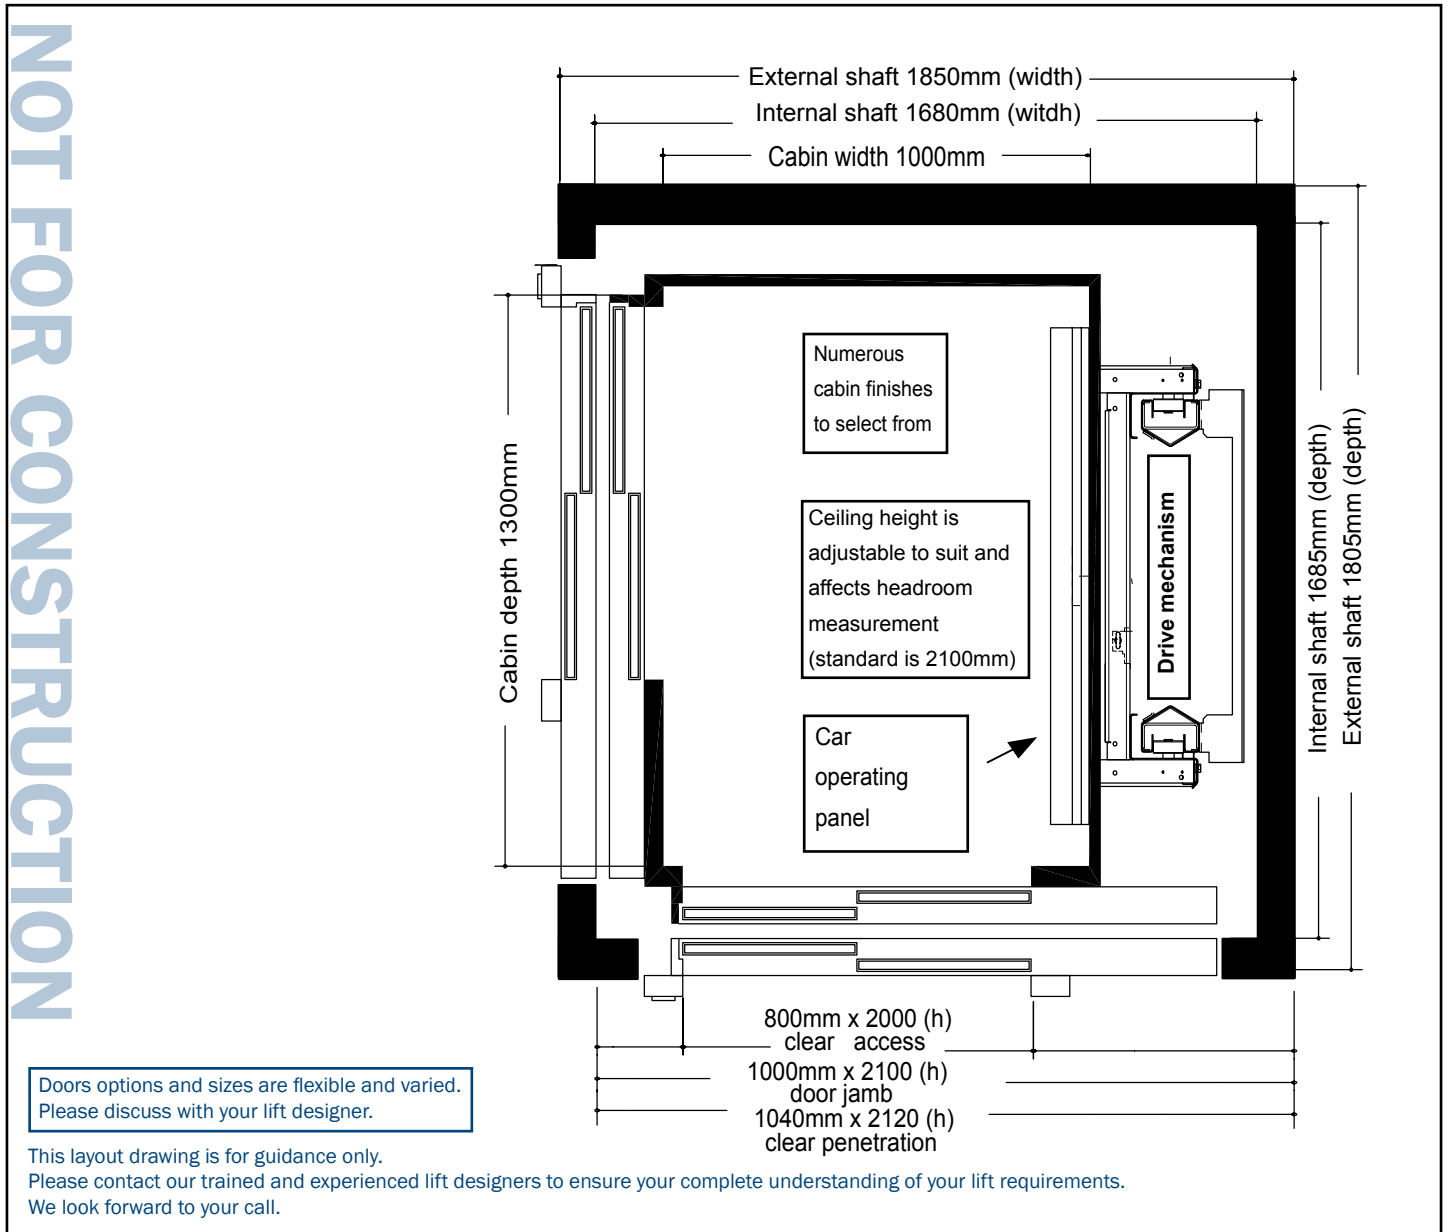 NOT FOR CONSTRUCTION
External shaft 1850mm (width)
Internal shaft 1680mm (witdh)
Cabin width 1000mm
Numerous
cabin finishes
to select from
Cabin depth 1300mm
Ceiling height is
adjustable to suit and
affects headroom
measurement
(standard is 2100mm)
Drive mechanism
Internal shaft 1685mm (depth)
External shaft 1805mm (depth)
Car
operating
panel
800mm x 2000 (h)
clear access
1000mm x 2100 (h)
door jamb
1040mm x 2120 (h)
clear penetration
Doors options and sizes are flexible and varied.
Please discuss with your lift designer.
This layout drawing is for guidance only.
Please contact our trained and experienced lift designers to ensure your complete understanding of your lift requirements.
We look forward to your call.